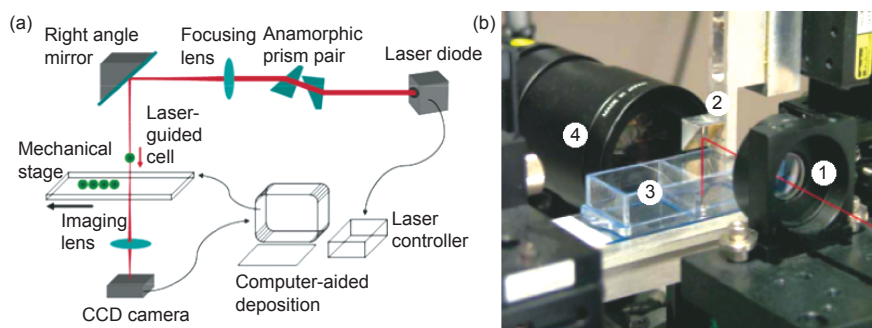 (a)
Right angle
mirror
Focusing
lens
Anamorphic
prism pair
Laser diode
Laser-
guided
cell
Mechanical
stage
Imaging
lens
CCD camera
Computer-aided
deposition
Laser
controller
(b)
1
2
3
4